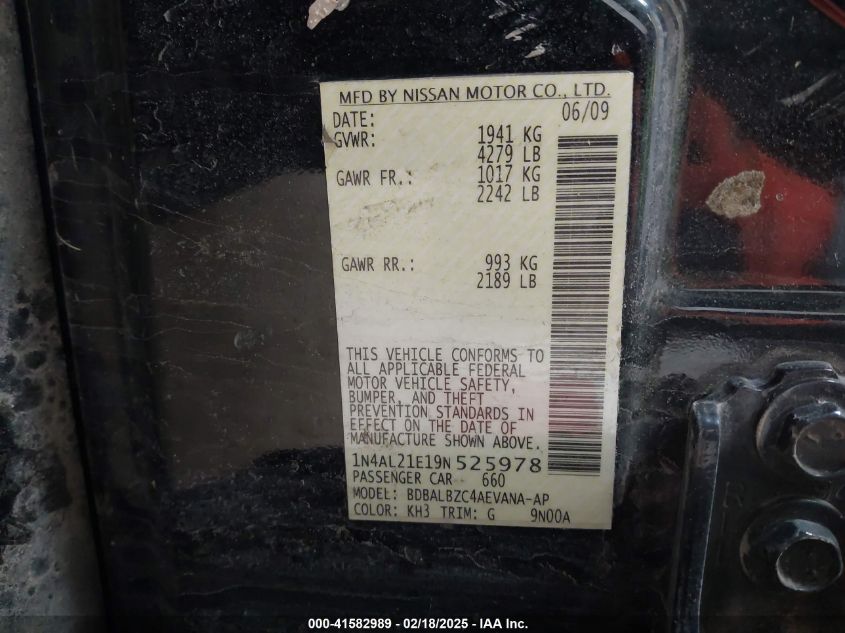 MFD BY NISSAN MOTOR CO., LTD.
DATE: 06/09
GVWR: 1941 KG
4279 LB
GAWR FR.: 1017 KG
2242 LB
GAWR RR.: 993 KG
2189 LB
THIS VEHICLE CONFORMS TO
ALL APPLICABLE FEDERAL
MOTOR VEHICLE SAFETY,
BUMPER, AND THEFT
PREVENTION STANDARDS IN
EFFECT ON THE DATE OF
MANUFACTURE SHOWN ABOVE.
1N4AL21E19N525978
PASSENGER CAR 660
MODEL: BDBALBZC4AEVANA-AP
COLOR: KH3 TRIM: G 9N00A
000-41582989 - 02/18/2025 - IAA Inc.